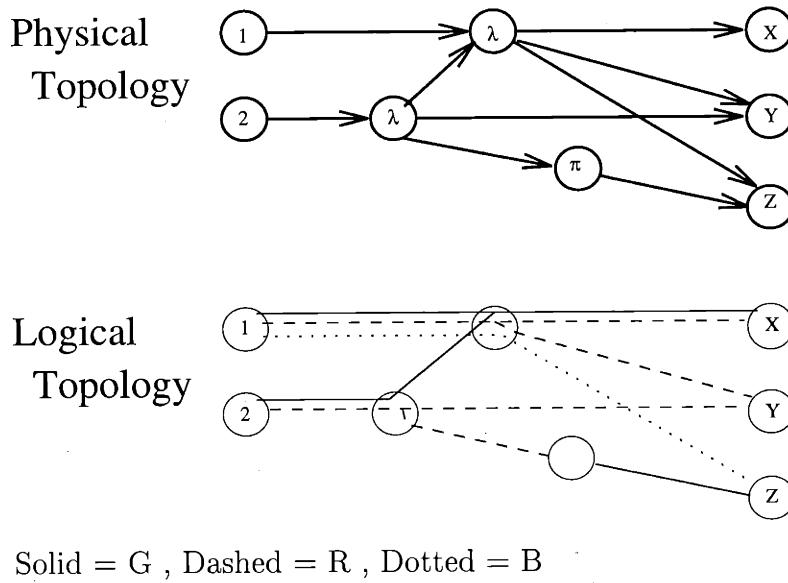 Physical
Topology
1
λ
X
2
λ
Y
π
Z
Logical
Topology
1
X
2
Y
Z
Solid = G , Dashed = R , Dotted = B